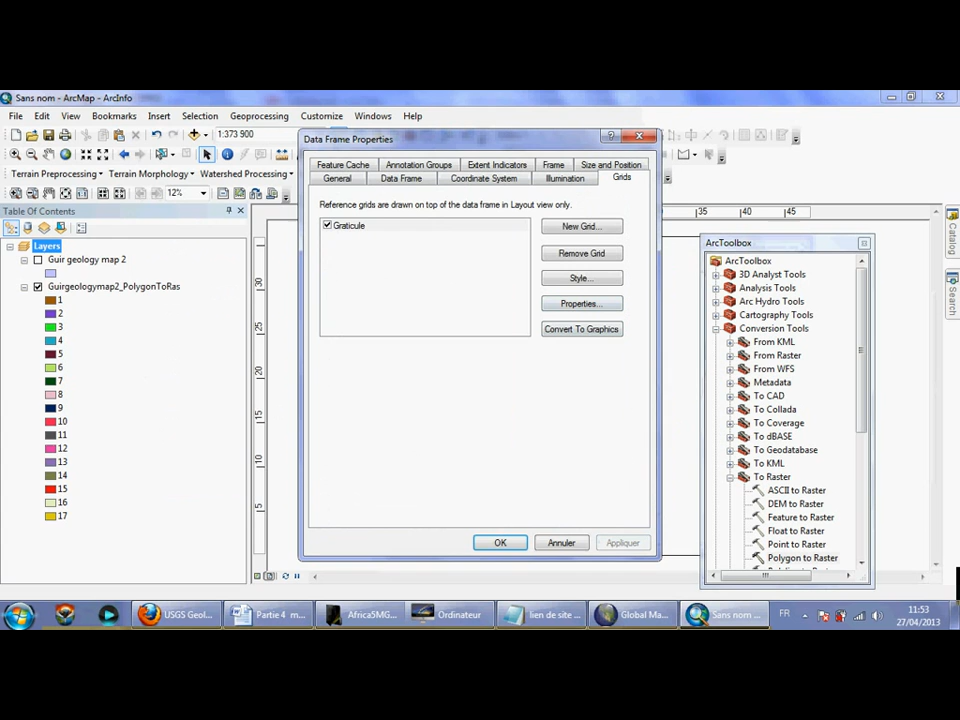 Sans nom - ArcMap - ArcInfo
File Edit View Bookmarks Insert Selection Geoprocessing Customize Windows Help
1:373 900
Terrain Preprocessing Terrain Morphology Watershed Processing
12%
Table Of Contents
Layers
Guir geology map 2
Guirgeologymap2_PolygonToRas
1
2
3
4
5
6
7
8
9
10
11
12
13
14
15
16
17
Data Frame Properties
Feature Cache Annotation Groups Extent Indicators Frame Size and Position
General Data Frame Coordinate System Illumination Grids
Reference grids are drawn on top of the data frame in Layout view only.
Graticule
New Grid...
Remove Grid
Style...
Properties...
Convert To Graphics
OK Annuler Appliquer
35 40 45
30
25
20
15
10
5
ArcToolbox
ArcToolbox
3D Analyst Tools
Analysis Tools
Arc Hydro Tools
Cartography Tools
Conversion Tools
From KML
From Raster
From WFS
Metadata
To CAD
To Collada
To Coverage
To dBASE
To Geodatabase
To KML
To Raster
ASCII to Raster
DEM to Raster
Feature to Raster
Float to Raster
Point to Raster
Polygon to Raster
Catalog
Search
USGS Geol... Partie 4 m... Africa5MG... Ordinateur lien de site ... Global Ma... Sans nom ...
FR
11:53
27/04/2013